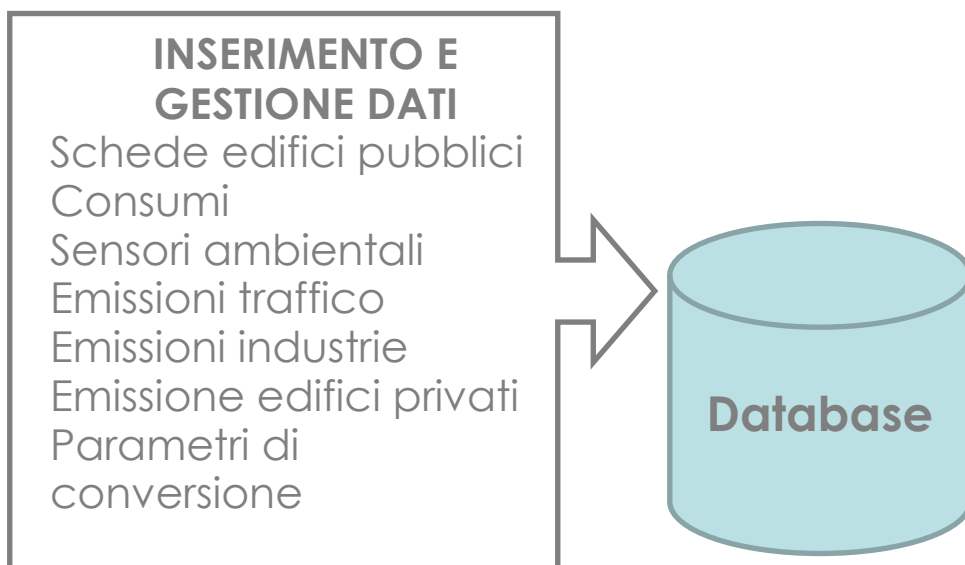 INSERIMENTO E
GESTIONE DATI
Schede edifici pubblici
Consumi
Sensori ambientali
Emissioni traffico
Emissioni industrie
Emissione edifici privati
Parametri di
conversione
Database